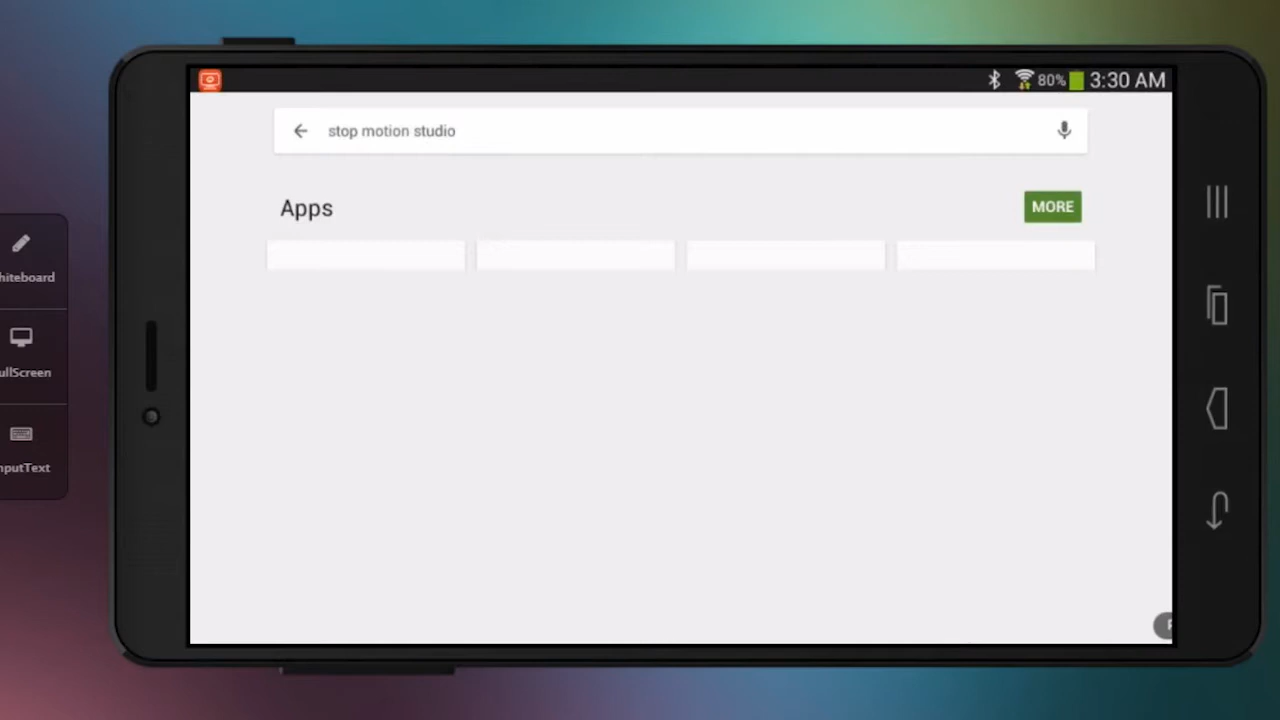 80% 3:30 AM
stop motion studio
Apps
MORE
hiteboard
ullScreen
nputText